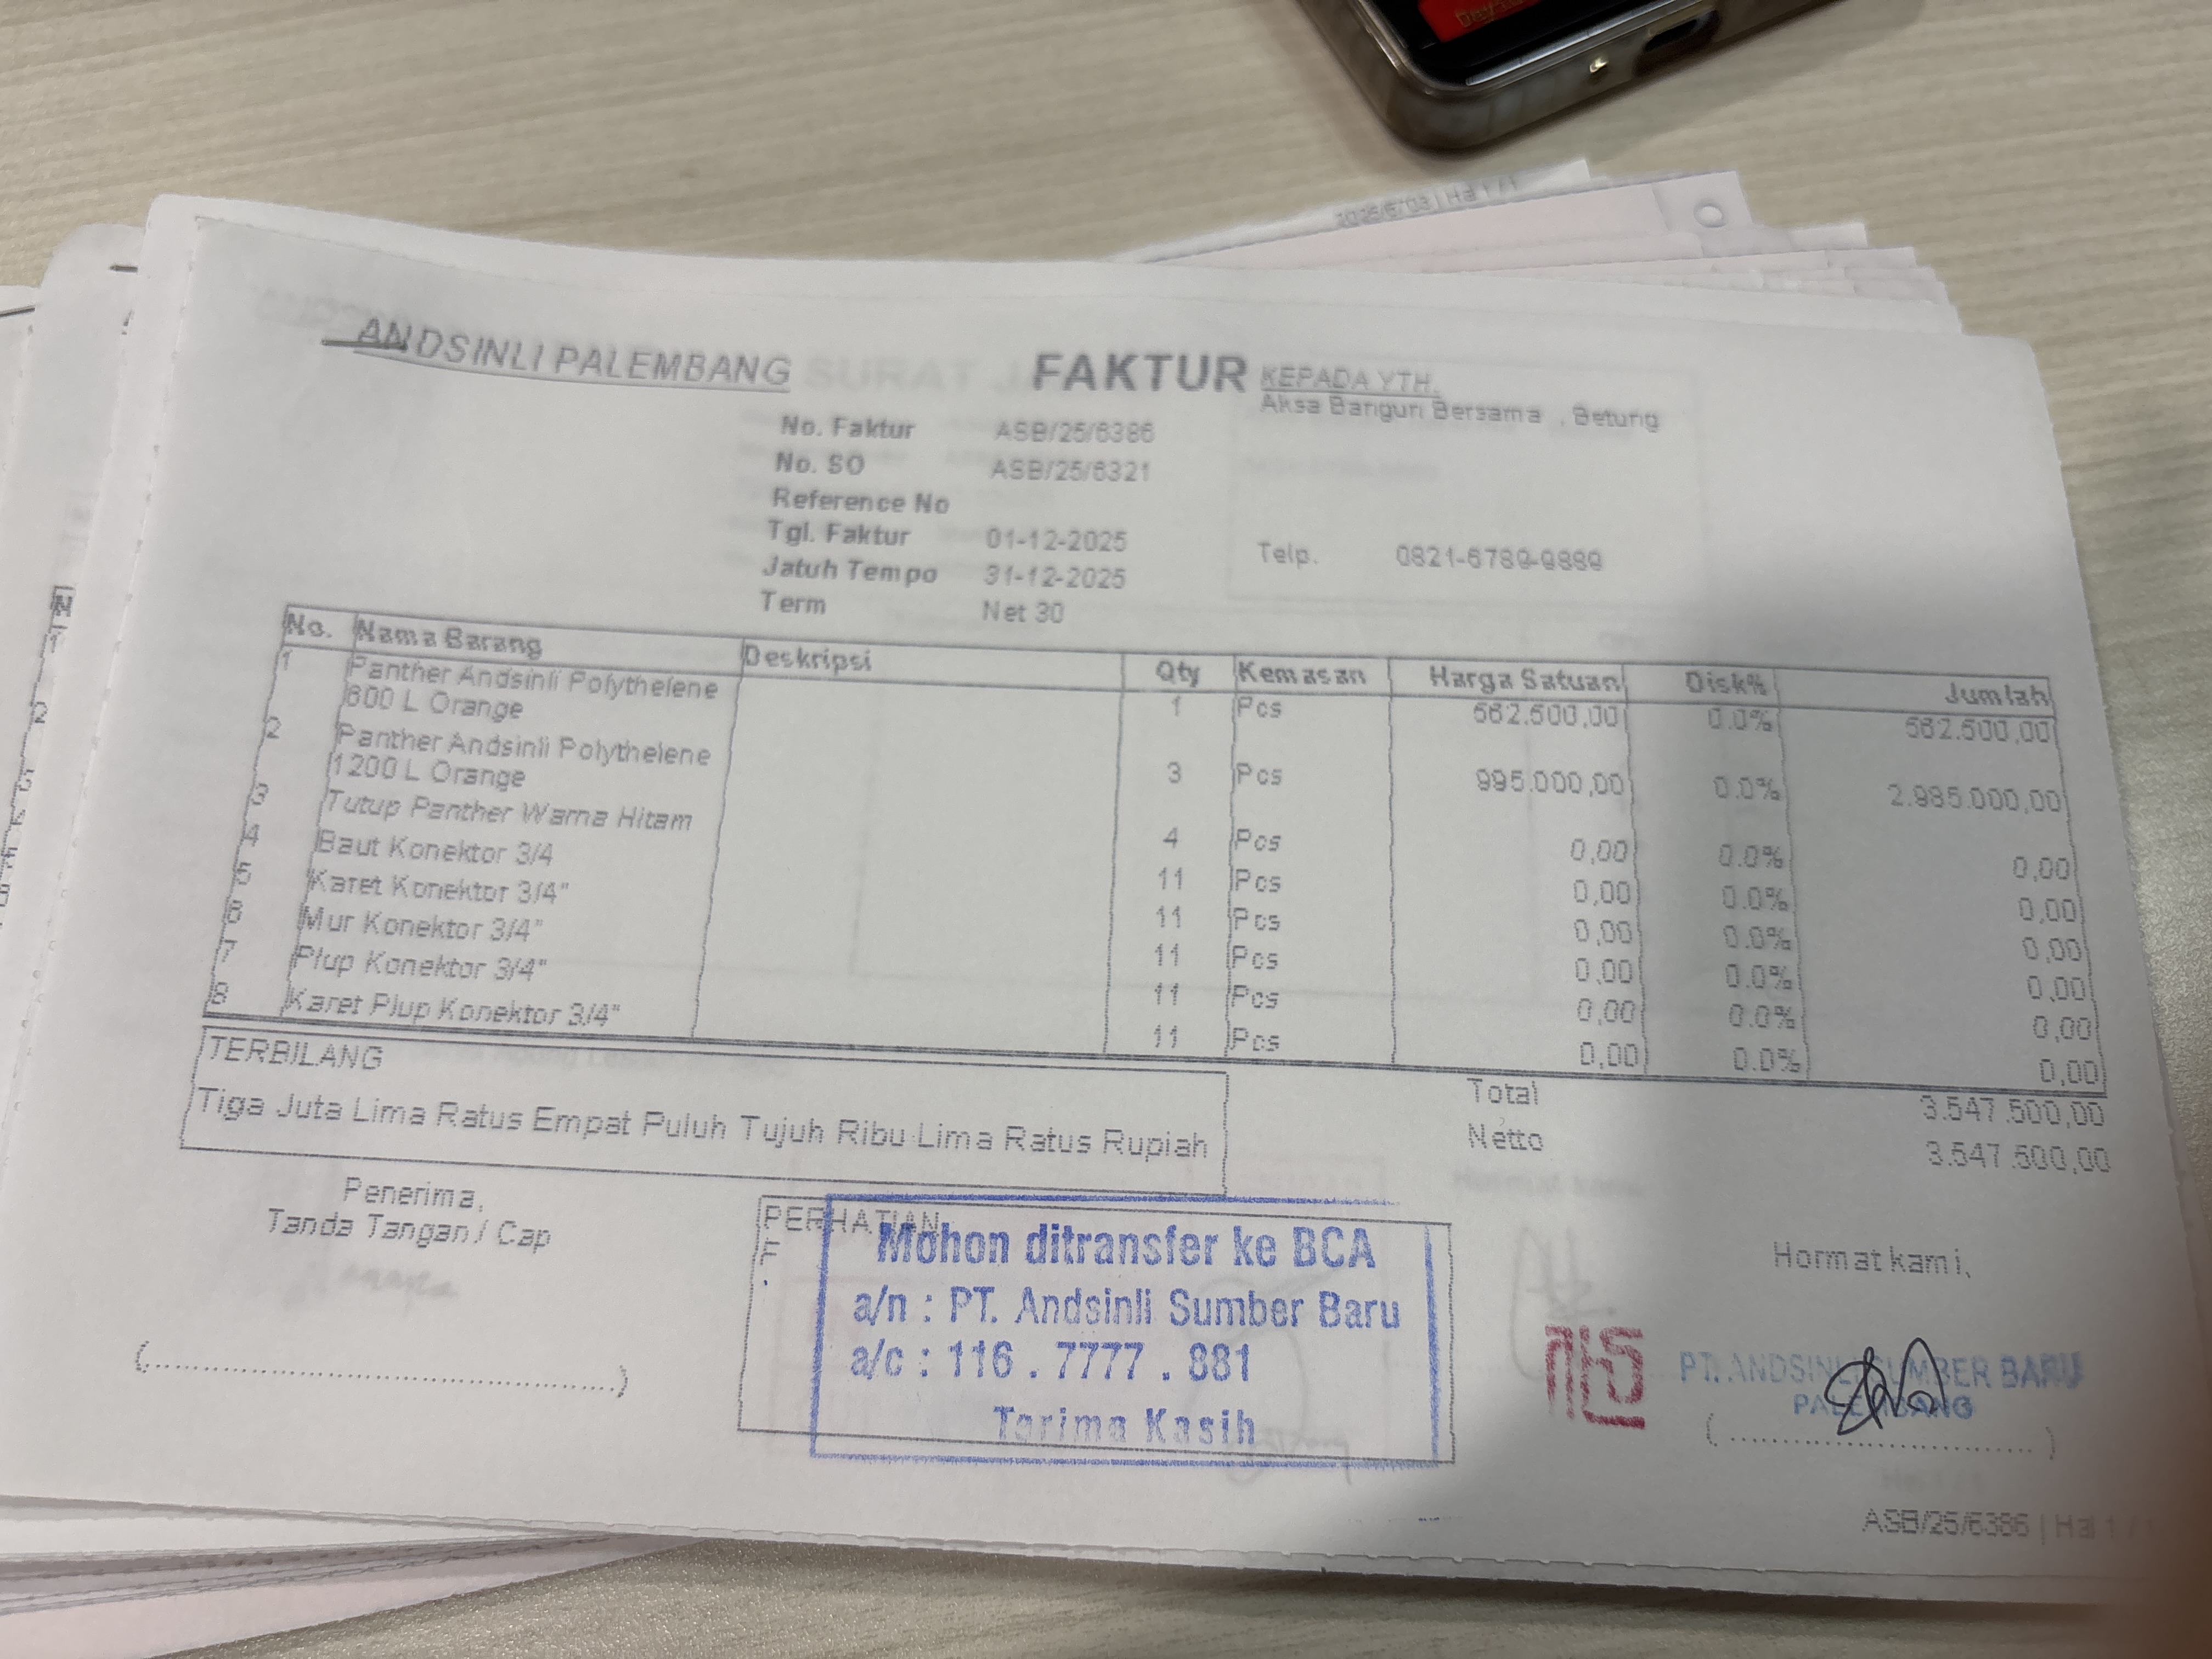 ANDSINLI PALEMBANG
FAKTUR
KEPADA YTH.
Aksa Bangun Bersama , Betung
No. Faktur ASB/25/6386
No. SO ASB/25/6321
Reference No
Tgl. Faktur 01-12-2025
Jatuh Tempo 31-12-2025
Term Net 30
Telp. 0821-6789-9889
No. Nama Barang Deskripsi Qty Kemasan Harga Satuan Disk% Jumlah
1 Panther Andsinli Polythelene 1 Pcs 562.500,00 0.0% 562.500,00
600 L Orange
2 Panther Andsinli Polythelene 3 Pcs 995.000,00 0.0% 2.985.000,00
1200 L Orange
3 Tutup Panther Warna Hitam 4 Pcs 0,00 0.0% 0,00
4 Baut Konektor 3/4 11 Pcs 0,00 0.0% 0,00
5 Karet Konektor 3/4" 11 Pcs 0,00 0.0% 0,00
6 Mur Konektor 3/4" 11 Pcs 0,00 0.0% 0,00
7 Plup Konektor 3/4" 11 Pcs 0,00 0.0% 0,00
8 Karet Plup Konektor 3/4" 11 Pcs 0,00 0.0% 0,00
TERBILANG
Tiga Juta Lima Ratus Empat Puluh Tujuh Ribu Lima Ratus Rupiah
Total 3.547.500,00
Netto 3.547.500,00
Penerima,
Tanda Tangan / Cap
PERHATIAN
Mohon ditransfer ke BCA
a/n : PT. Andsinli Sumber Baru
a/c : 116 . 7777 . 881
Terima Kasih
Hormat kami,
PT. ANDSINLI SUMBER BARU
PALEMBANG
ASB/25/6386 | Hal 1 /